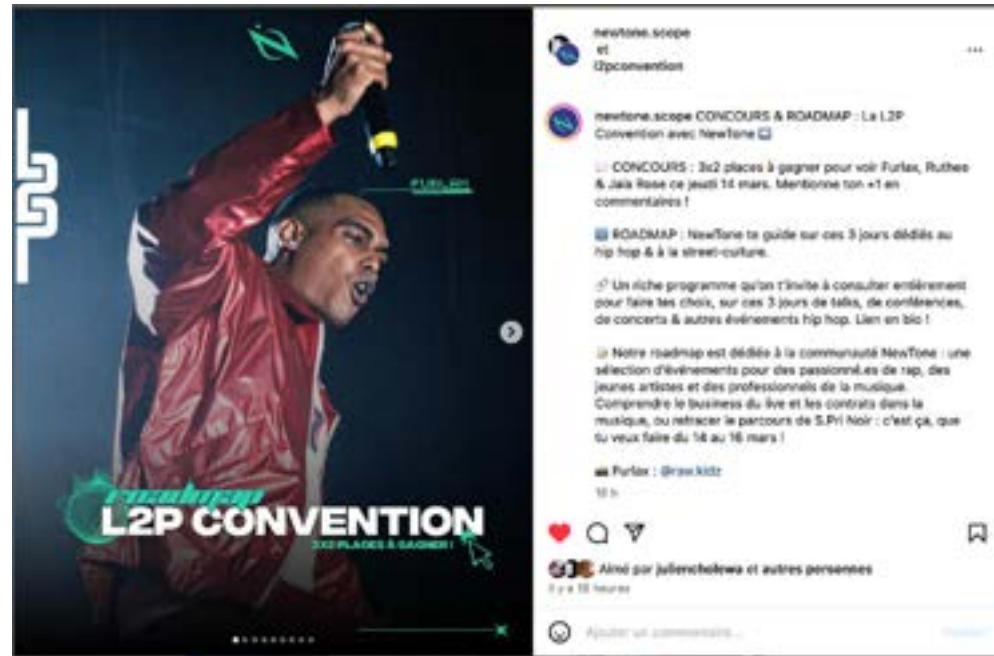 L2P
roadmap
L2P CONVENTION
3X2 PLACES À GAGNER !
newtone.scope
et
l2pconvention
newtone.scope CONCOURS & ROADMAP : La L2P
Convention avec NewTone
CONCOURS : 3x2 places à gagner pour voir Furlax, Ruthee
& Jaïa Rose ce jeudi 14 mars. Mentionne ton +1 en
commentaires !
ROADMAP : NewTone te guide sur ces 3 jours dédiés au
hip hop & à la street-culture.
Un riche programme qu'on t'invite à consulter entièrement
pour faire tes choix, sur ces 3 jours de talks, de conférences,
de concerts & autres événements hip hop. Lien en bio !
Notre roadmap est dédiée à la communauté NewTone : une
sélection d'événements pour des passionné.es de rap, des
jeunes artistes et des professionnels de la musique.
Comprendre le business du live et les contrats dans la
musique, ou retracer le parcours de S.Pri Noir : c'est ça, que
tu veux faire du 14 au 16 mars !
Furlax : @raw.kidz
18 h
Aimé par juliencholewa et autres personnes
il y a 18 heures
Ajouter un commentaire...